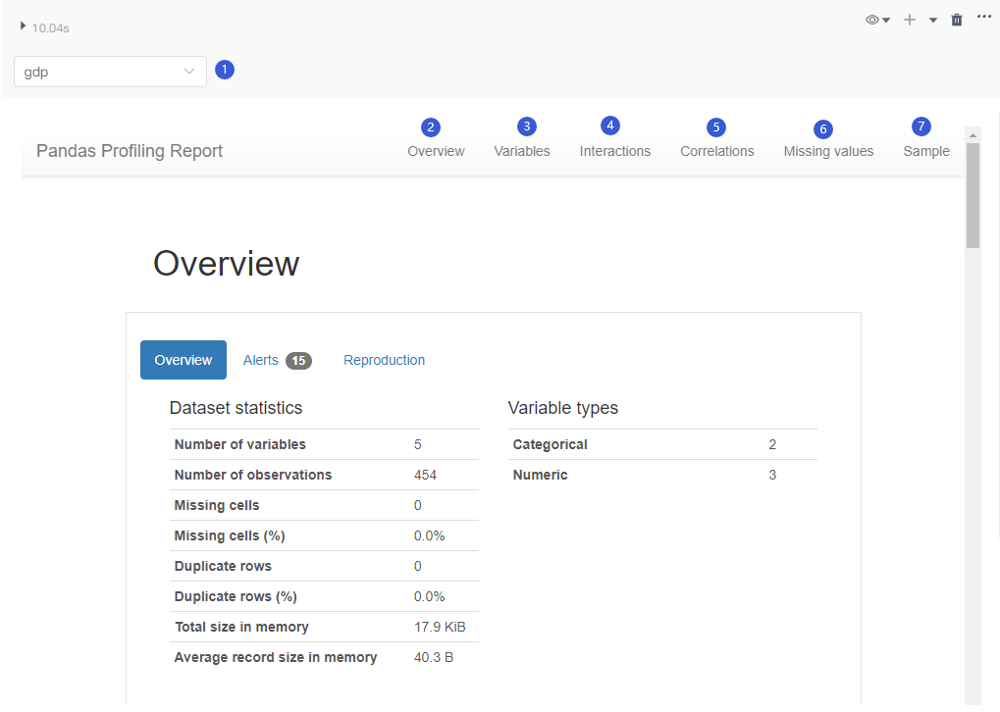 10.04s
gdp
1
2
3
4
5
6
7
Pandas Profiling Report
Overview
Variables
Interactions
Correlations
Missing values
Sample
Overview
Overview
Alerts 15
Reproduction
Dataset statistics
Number of variables 5
Number of observations 454
Missing cells 0
Missing cells (%) 0.0%
Duplicate rows 0
Duplicate rows (%) 0.0%
Total size in memory 17.9 KiB
Average record size in memory 40.3 B
Variable types
Categorical 2
Numeric 3